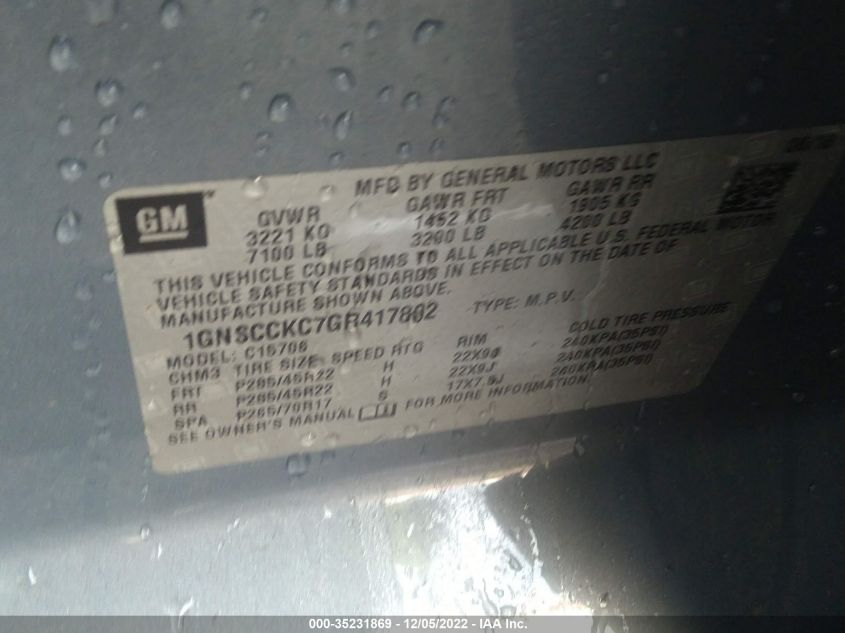 GM
MFD BY GENERAL MOTORS LLC
GVWR GAWR FRT GAWR RR
3221 KG 1452 KG 1905 KG
7100 LB 3200 LB 4200 LB
THIS VEHICLE CONFORMS TO ALL APPLICABLE U.S. FEDERAL MOTOR
VEHICLE SAFETY STANDARDS IN EFFECT ON THE DATE OF
MANUFACTURE SHOWN ABOVE.
1GNSCCKC7GR417802 TYPE: M.P.V.
MODEL: C15706
CHM3 TIRE SIZE SPEED RTG RIM COLD TIRE PRESSURE
FRT P285/45R22 H 22X9J 240KPA(35PSI)
RR P285/45R22 H 22X9J 240KPA(35PSI)
SPA P265/70R17 S 17X7.5J 240KPA(35PSI)
SEE OWNER'S MANUAL FOR MORE INFORMATION.
000-35231869 - 12/05/2022 - IAA Inc.